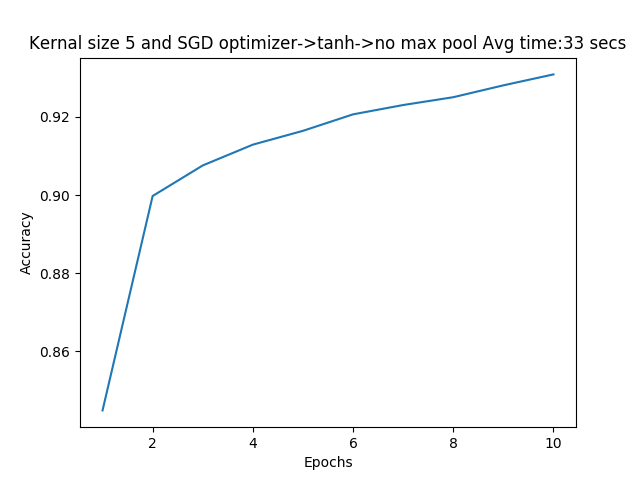 Kernal size 5 and SGD optimizer->tanh->no max pool Avg time:33 secs
0.92
0.90
0.88
0.86
Accuracy
2 4 6 8 10
Epochs